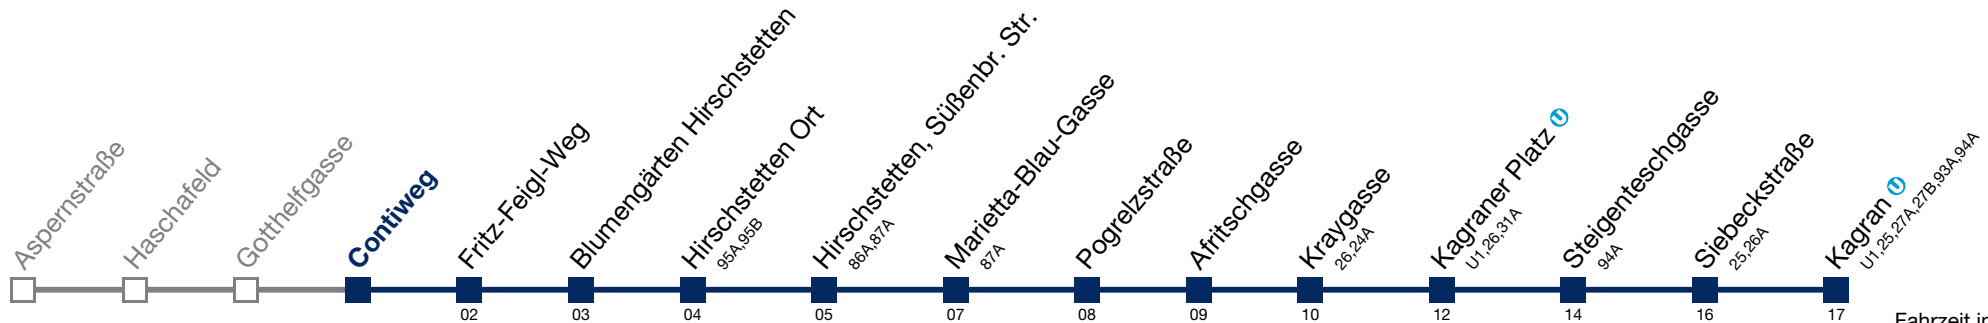 Aspernstraße
Haschafeld
Gotthelfgasse
Contiweg
Fritz-Feigl-Weg
Blumengärten Hirschstetten
Hirschstetten Ort
95A,95B
Hirschstetten, Süßenbr. Str.
86A,87A
Marietta-Blau-Gasse
87A
Pogrelzstraße
Afritschgasse
Kraygasse
26,24A
Kagraner Platz U
U1,26,31A
Steigenteschgasse
94A
Siebeckstraße
25,26A
Kagran U
U1,25,27A,27B,93A,94A
02 03 04 05 07 08 09 10 12 14 16 17
Fahrzeit in